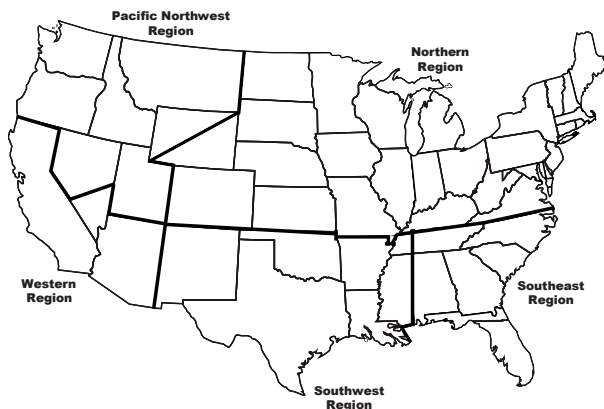 Pacific Northwest
Region
Northern
Region
Western
Region
Southeast
Region
Southwest
Region